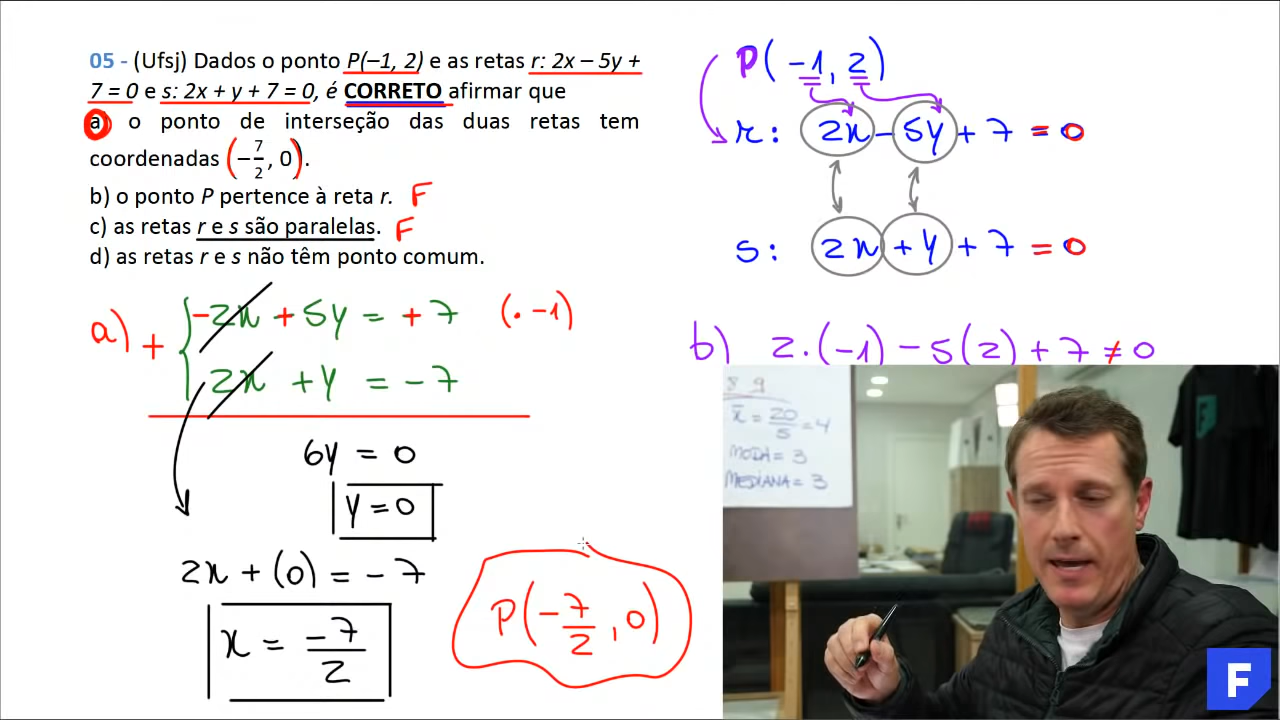 05 - (Ufsj) Dados o ponto P(–1, 2) e as retas r: 2x – 5y +
7 = 0 e s: 2x + y + 7 = 0, é CORRETO afirmar que
a) o ponto de interseção das duas retas tem
coordenadas (-7/2, 0).
b) o ponto P pertence à reta r. F
c) as retas r e s são paralelas. F
d) as retas r e s não têm ponto comum.
a) + { -2x + 5y = + 7 (· -1)
2x + y = -7
6y = 0
y = 0
2x + (0) = -7
x = -7/2
P(-7/2, 0)
P(-1, 2)
r: 2x - 5y + 7 = 0
s: 2x + y + 7 = 0
b) 2·(-1) - 5(2) + 7 ≠ 0
8 9
x̄ = 20/5 = 4
MODA = 3
MEDIANA = 3
F